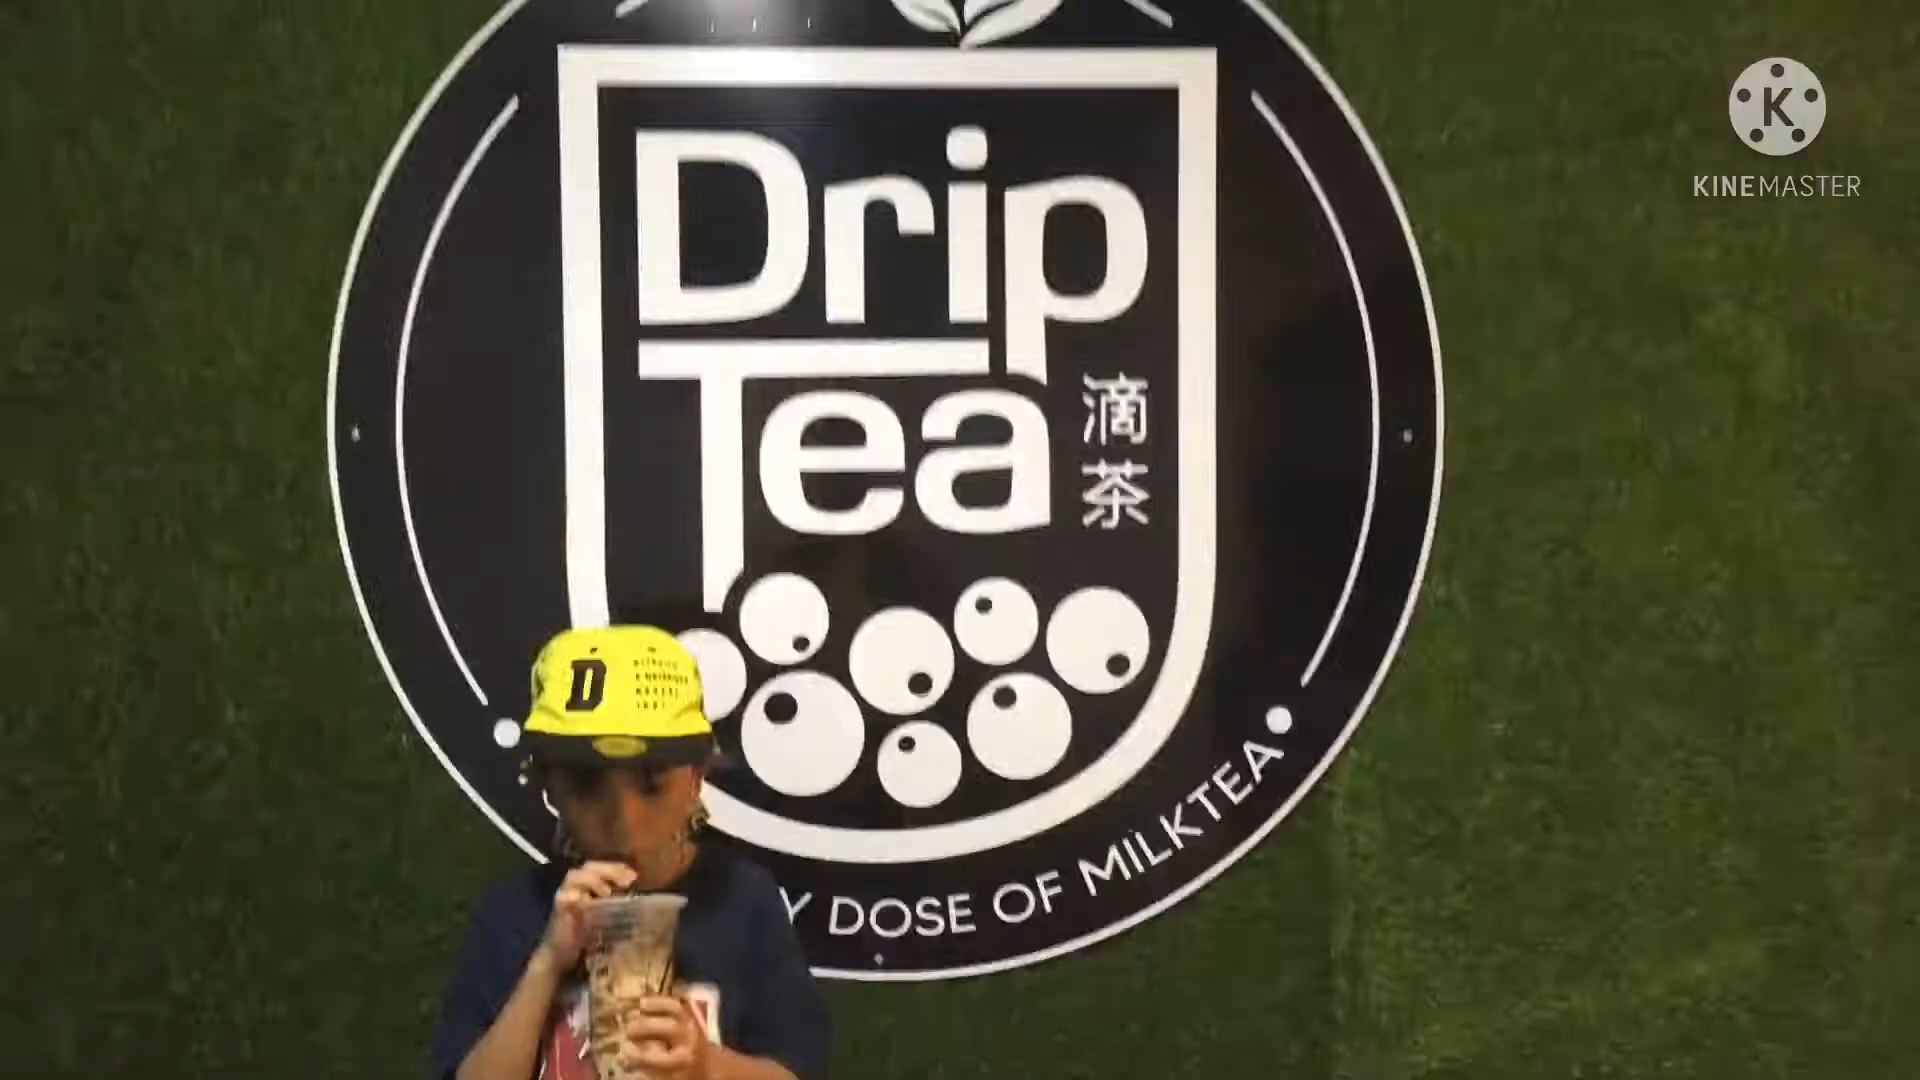 Drip
Tea
滴茶
Y DOSE OF MILKTEA
D
K
KINEMASTER